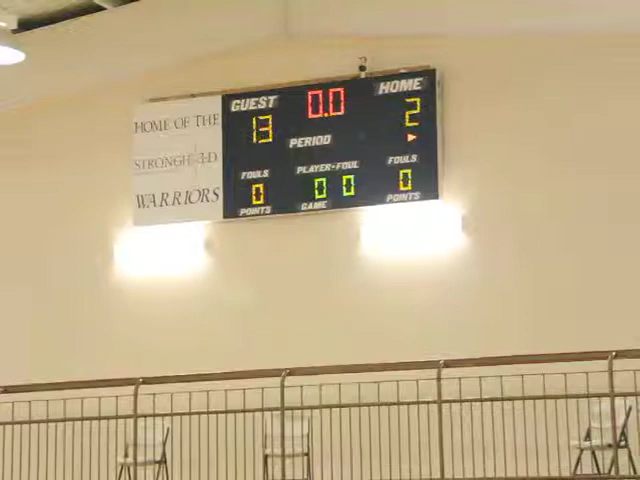 HOME OF THE
STRONGHOLD
WARRIORS
GUEST 0.0 HOME
13 2
PERIOD
FOULS PLAYER-FOUL FOULS
0 0 0 0
POINTS GAME POINTS